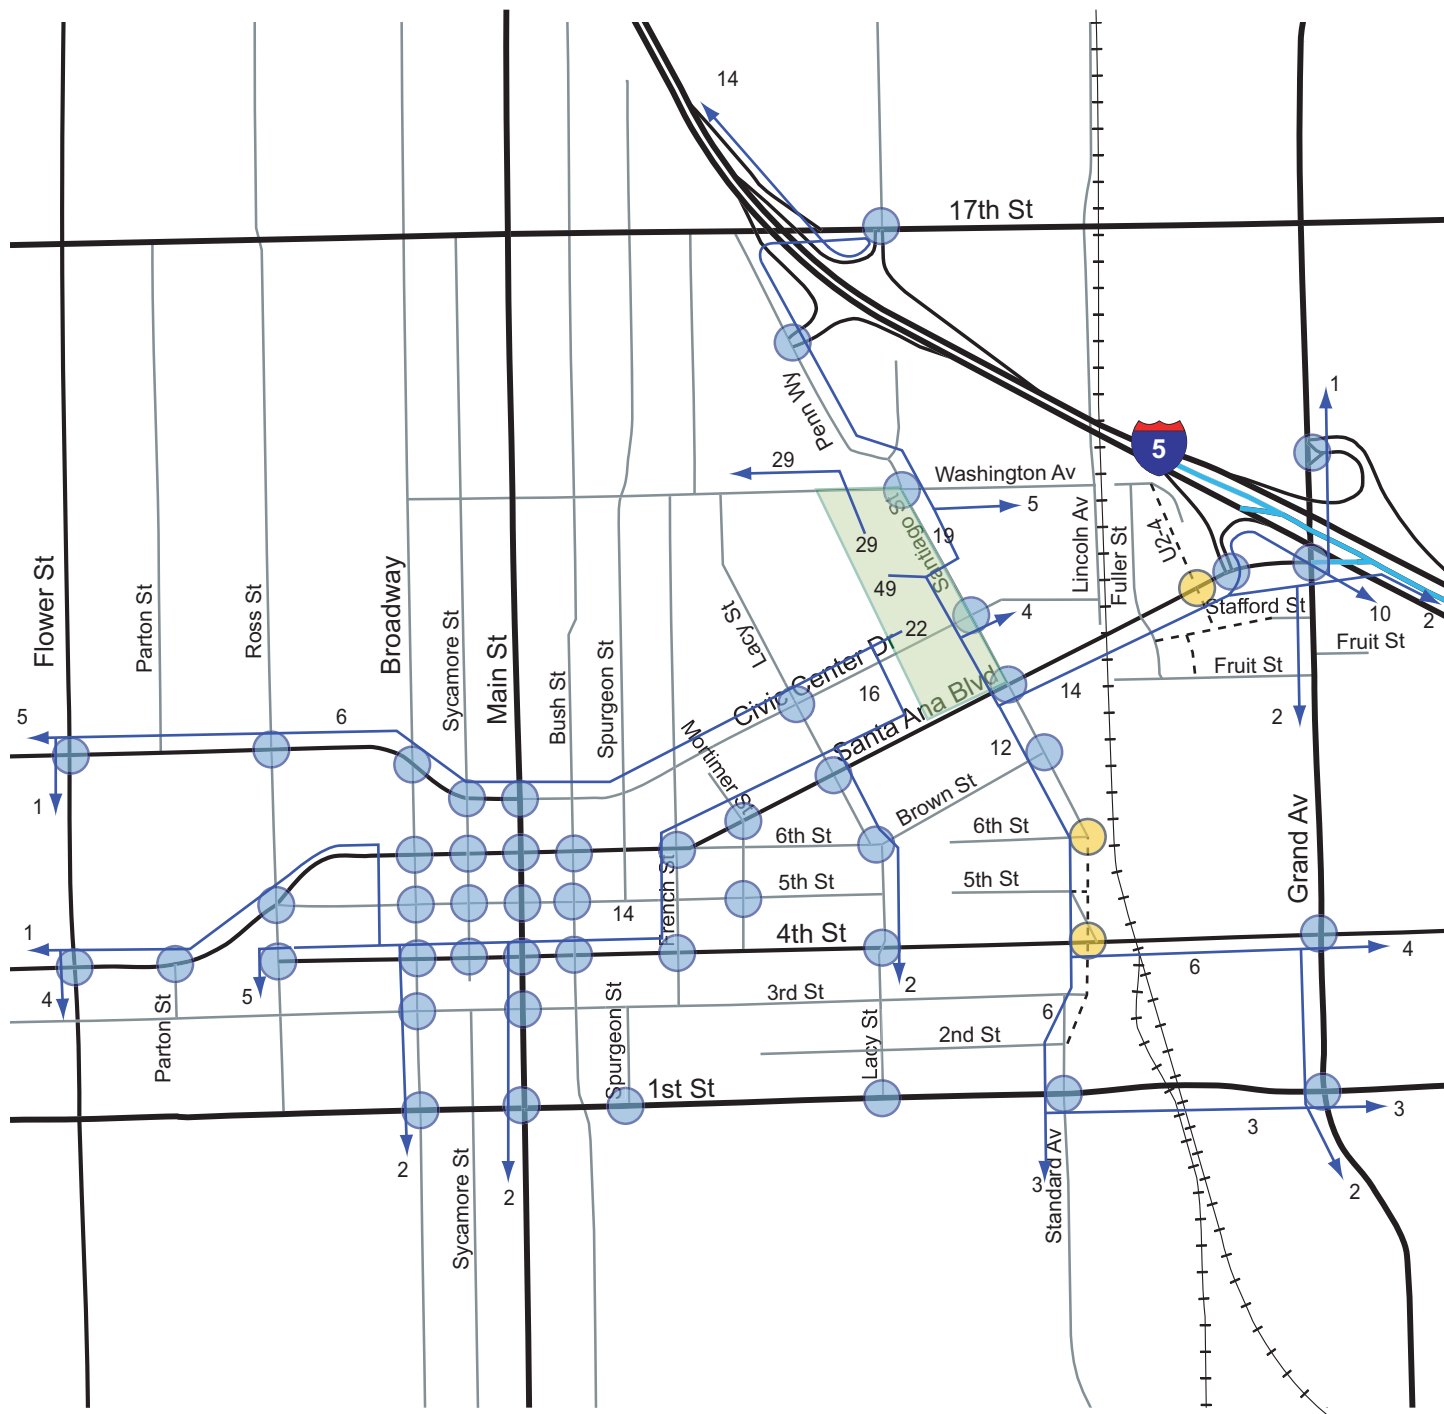 14
17th St
1
Penn Wy
5
29
Washington Av
5
29
19
Santiago St
U2-4
Lincoln Av
Fuller St
49
Flower St
Parton St
Ross St
Broadway
Sycamore St
Main St
Bush St
Spurgeon St
Lacy St
22
4
Stafford St
10
2
Fruit St
Fruit St
Civic Center Dr
16
Santa Ana Blvd
14
5
6
2
Mortimer St
12
1
Brown St
Grand Av
6th St
6th St
5th St
5th St
French St
14
1
4th St
4
6
4
5
2
3rd St
6
Parton St
Spurgeon St
Lacy St
2nd St
1st St
3
3
2
2
Sycamore St
3
Standard Av
2